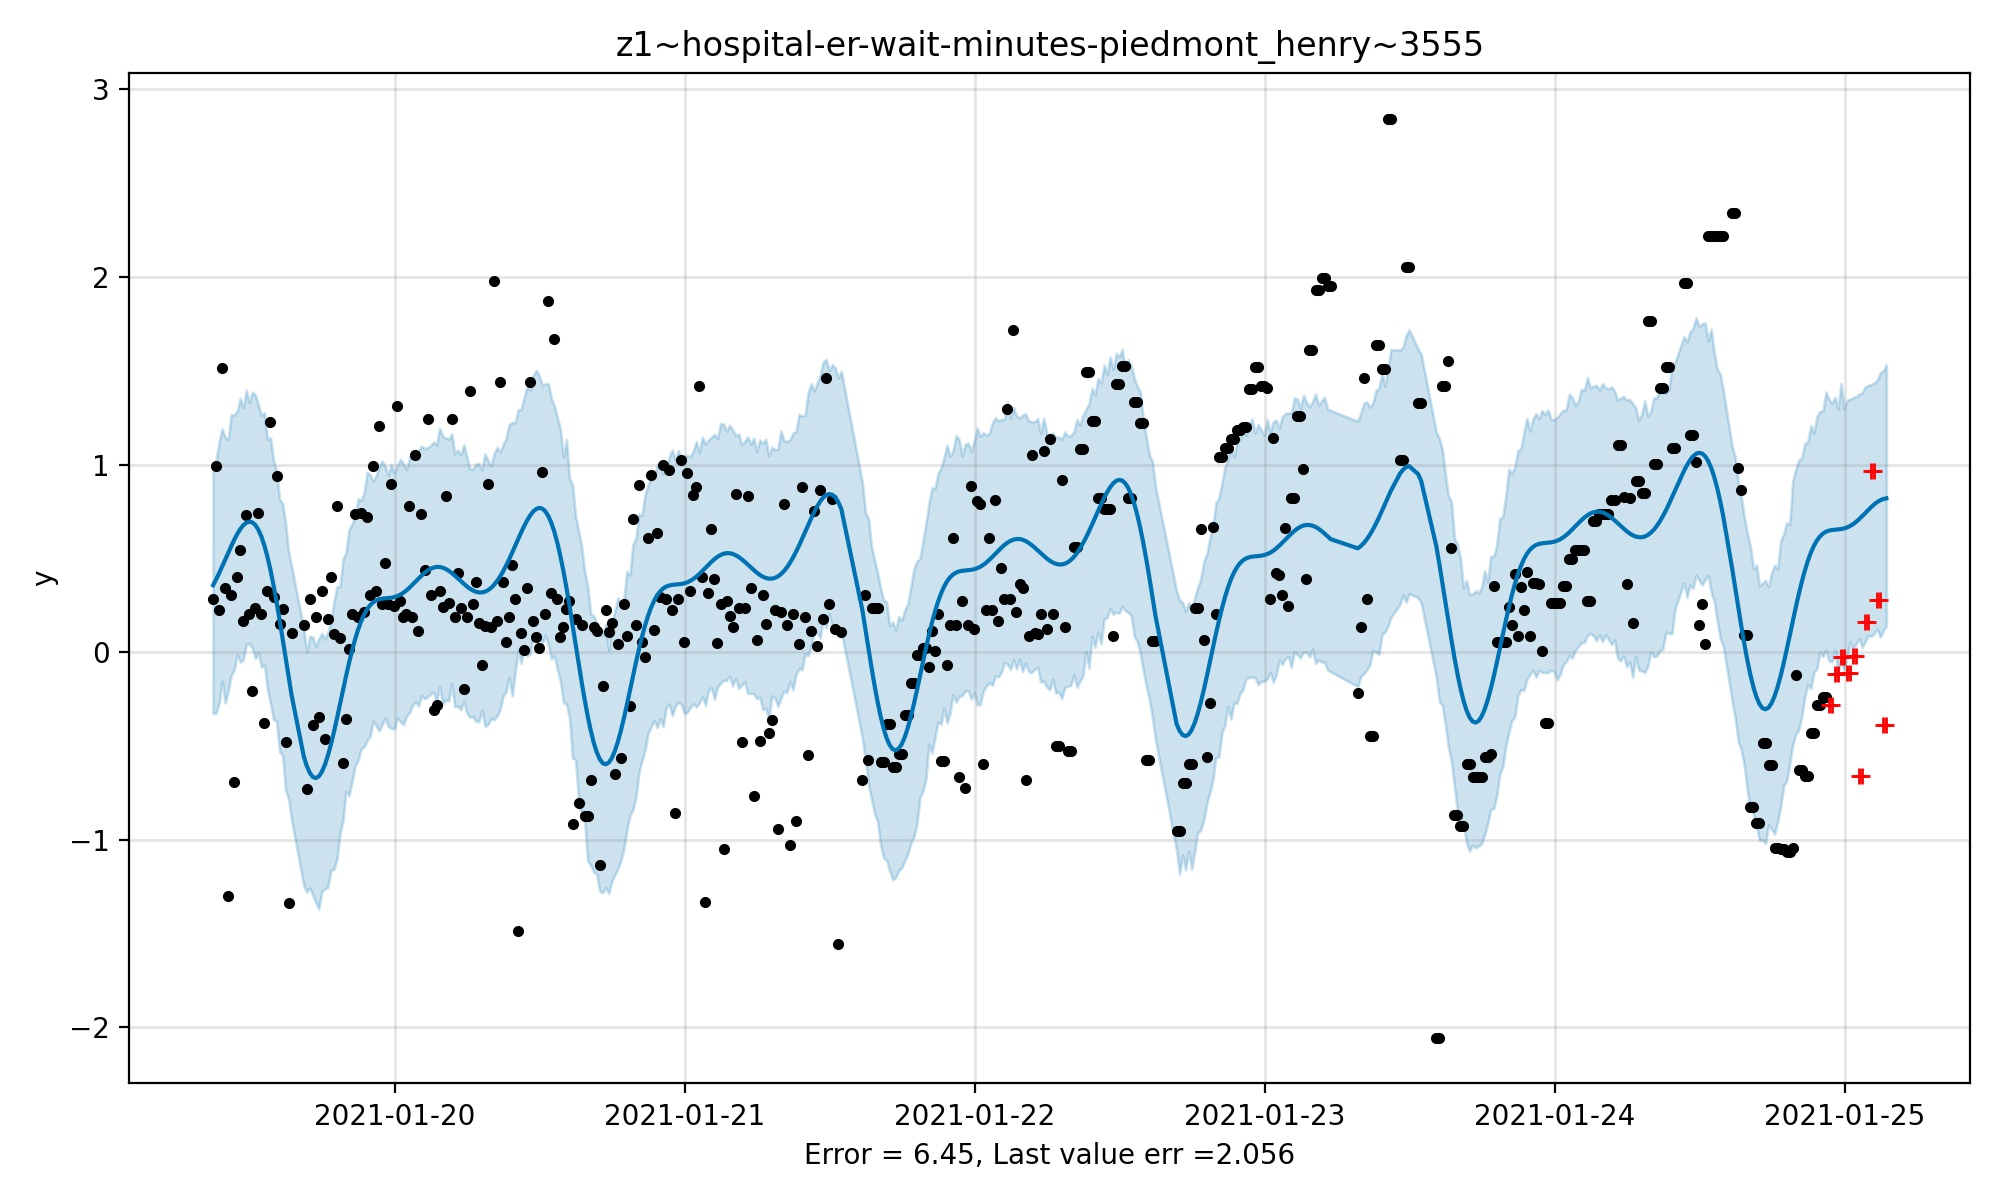 z1~hospital-er-wait-minutes-piedmont_henry~3555
3
2
1
0
−1
−2
y
2021-01-20 2021-01-21 2021-01-22 2021-01-23 2021-01-24 2021-01-25
Error = 6.45, Last value err =2.056